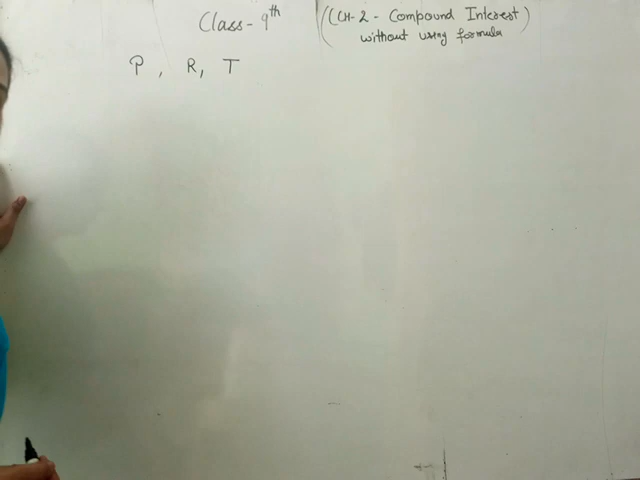 Class - 9th
(CH-2 - Compound Interest)
without using formula
P, R, T